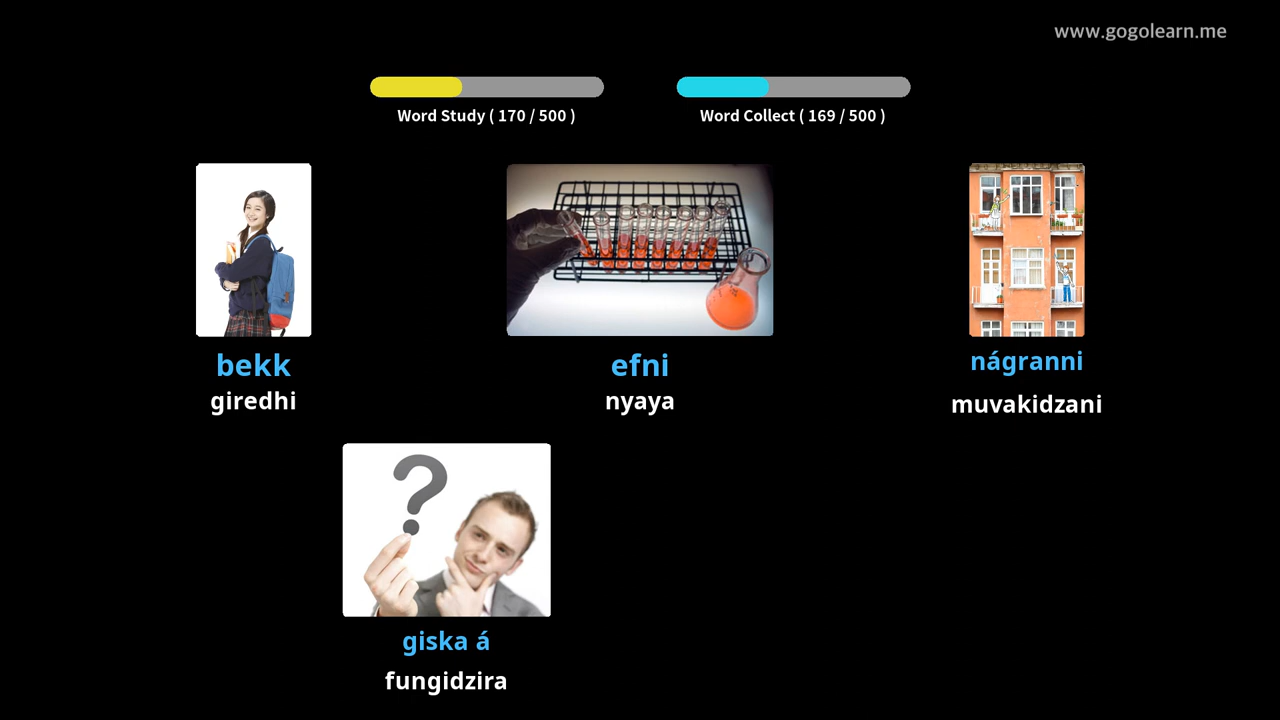 www.gogolearn.me
Word Study ( 170 / 500 )
Word Collect ( 169 / 500 )
bekk
giredhi
efni
nyaya
nágranni
muvakidzani
giska á
fungidzira